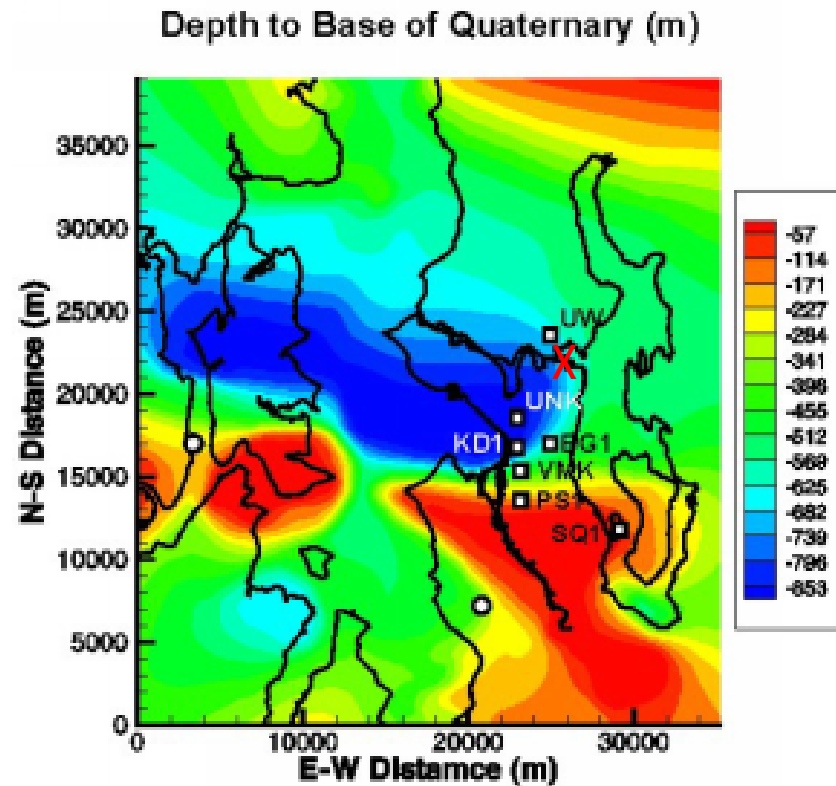 Depth to Base of Quaternary (m)
35000
30000
25000
20000
15000
10000
5000
0
N-S Distance (m)
UW
X
UNK
KD1
BG1
VMK
PS1
SQ1
0
10000
20000
30000
E-W Distamce (m)
-57
-114
-171
-227
-284
-341
-398
-455
-512
-569
-625
-682
-739
-796
-853